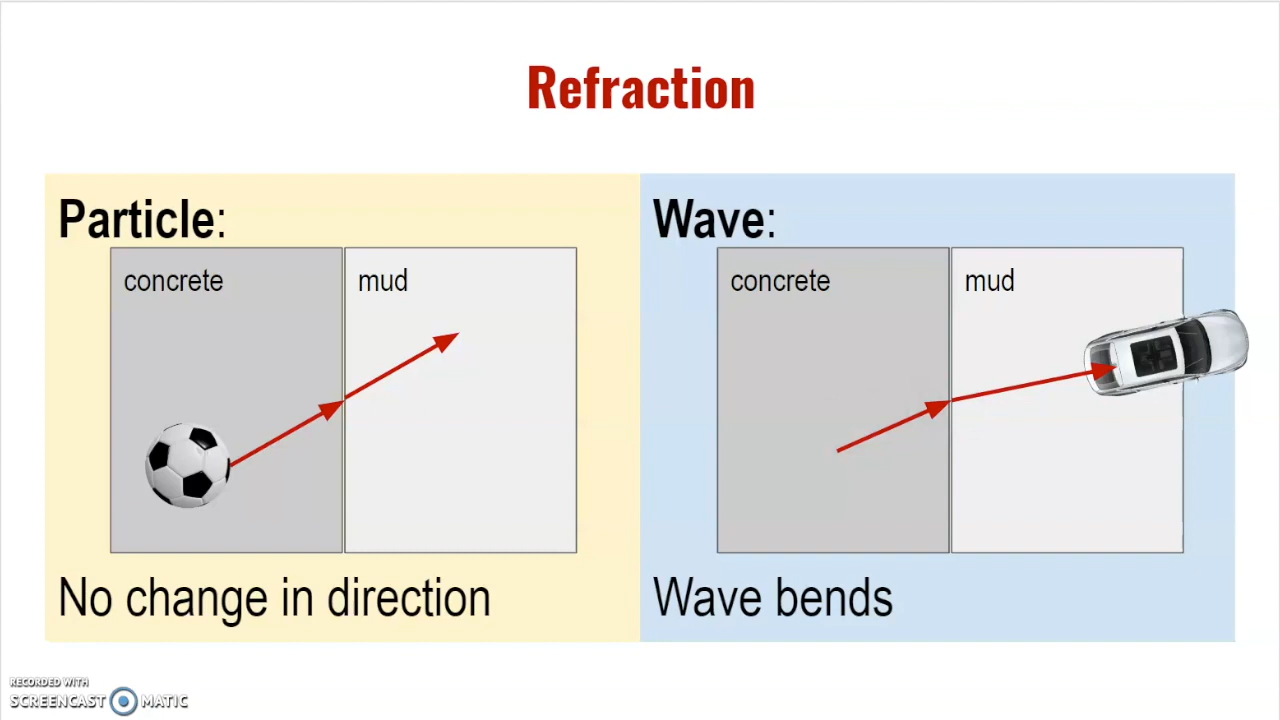 Refraction
Particle:
concrete
mud
No change in direction
Wave:
concrete
mud
Wave bends
RECORDED WITH
SCREENCAST MATIC